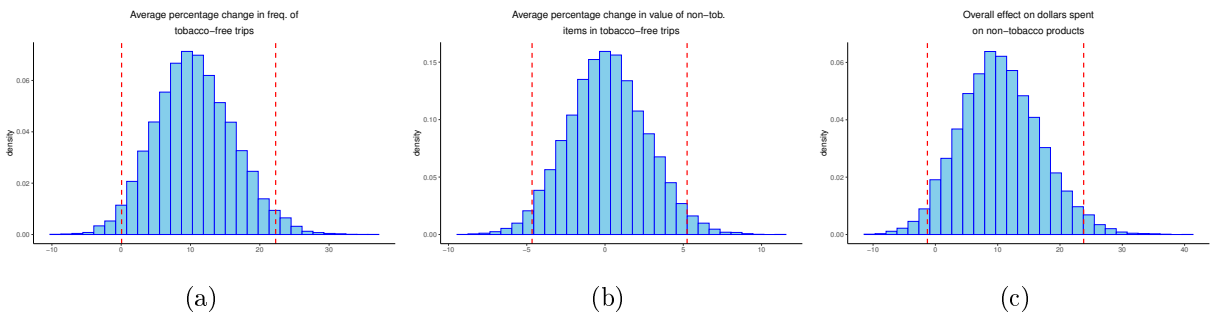 Average percentage change in freq. of
tobacco−free trips
density
0.00
0.02
0.04
0.06
−10
0
10
20
30
(a)
Average percentage change in value of non−tob.
items in tobacco−free trips
density
0.00
0.05
0.10
0.15
−10
−5
0
5
10
(b)
Overall effect on dollars spent
on non−tobacco products
density
0.00
0.02
0.04
0.06
−10
0
10
20
30
40
(c)